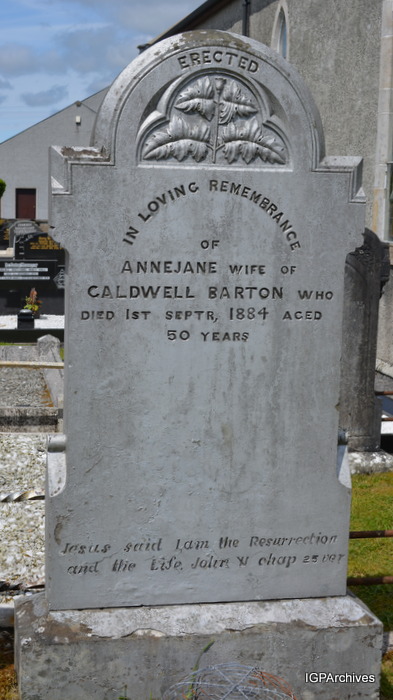 ERECTED
IN LOVING REMEMBRANCE
OF
ANNEJANE WIFE OF
CALDWELL BARTON WHO
DIED 1ST SEPTR, 1884 AGED
50 YEARS
Jesus said I am the Resurrection
and the Life, John XI chap 25 ver
IGPArchives